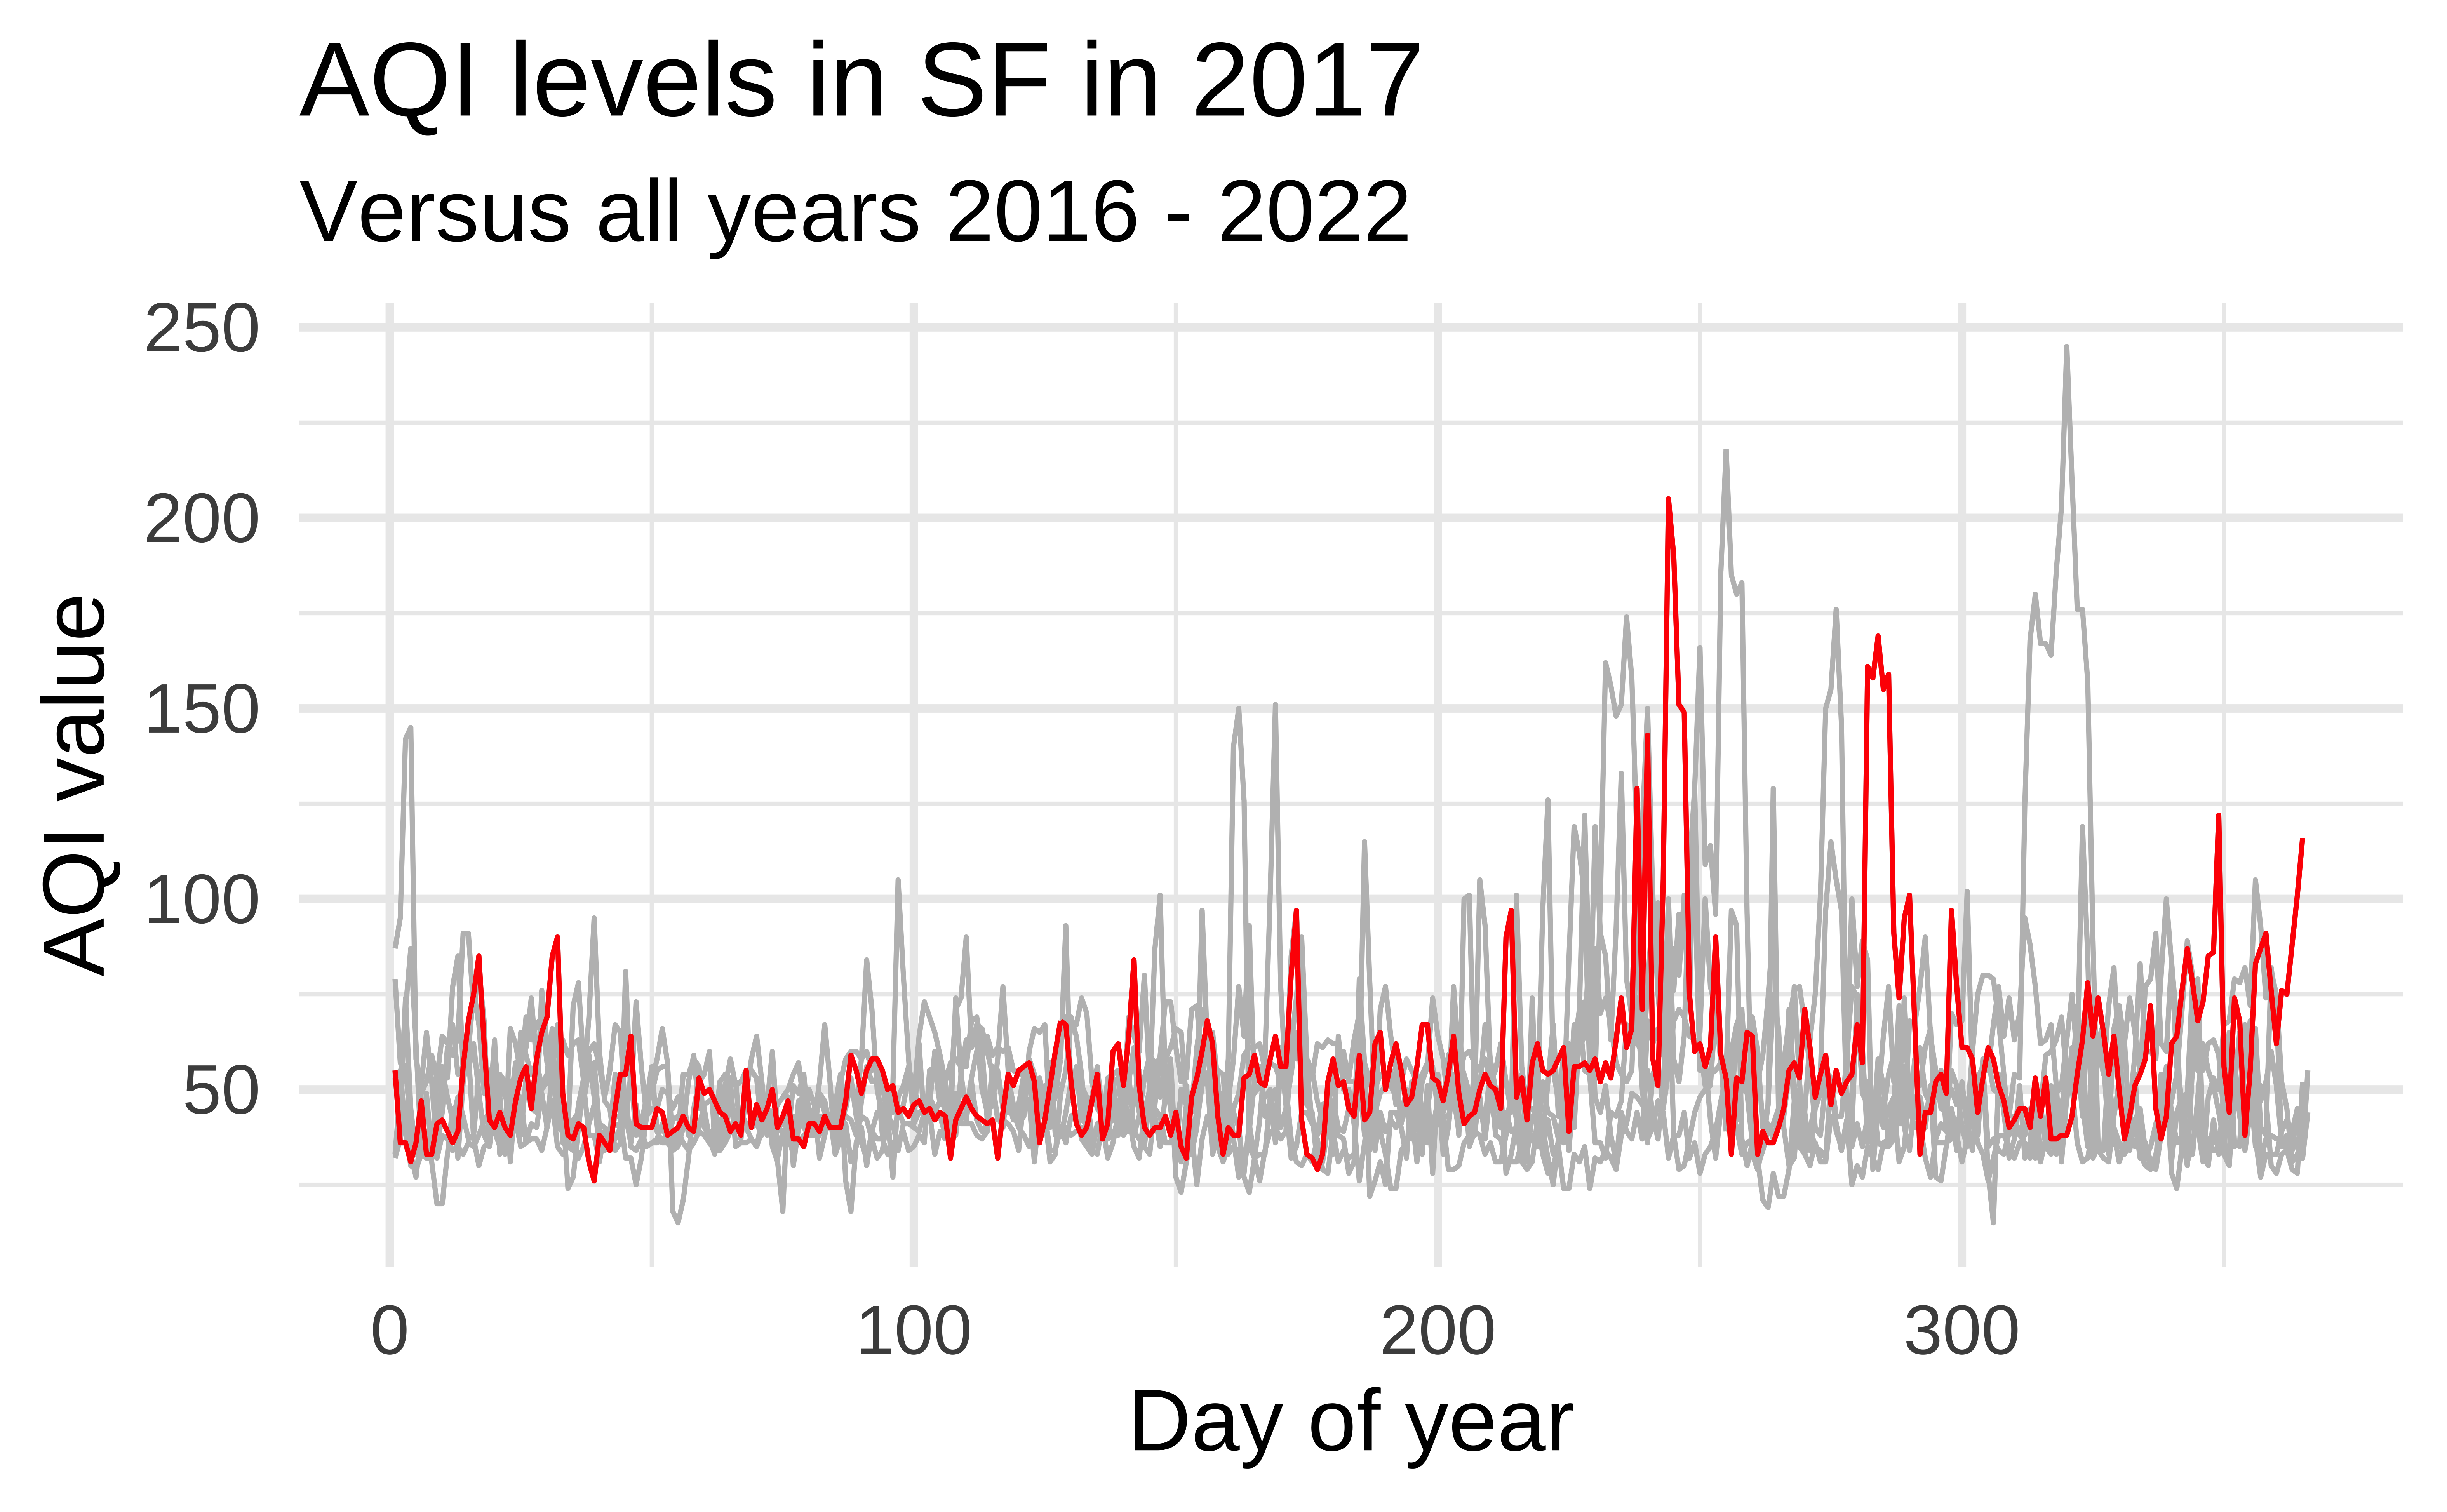 AQI levels in SF in 2017
Versus all years 2016 - 2022
250
200
150
100
50
AQI value
0 100 200 300
Day of year